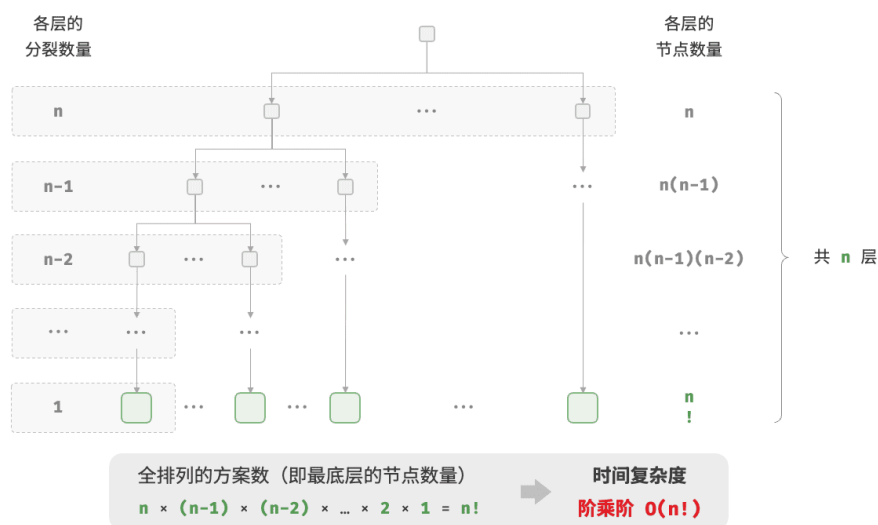 各层的
分裂数量
各层的
节点数量
n
...
n
n-1
...
...
n(n-1)
n-2
...
...
n(n-1)(n-2)
共 n 层
...
...
...
...
1
...
...
...
n
!
全排列的方案数（即最底层的节点数量）
n × (n-1) × (n-2) × … × 2 × 1 = n!
时间复杂度
阶乘阶 O(n!)